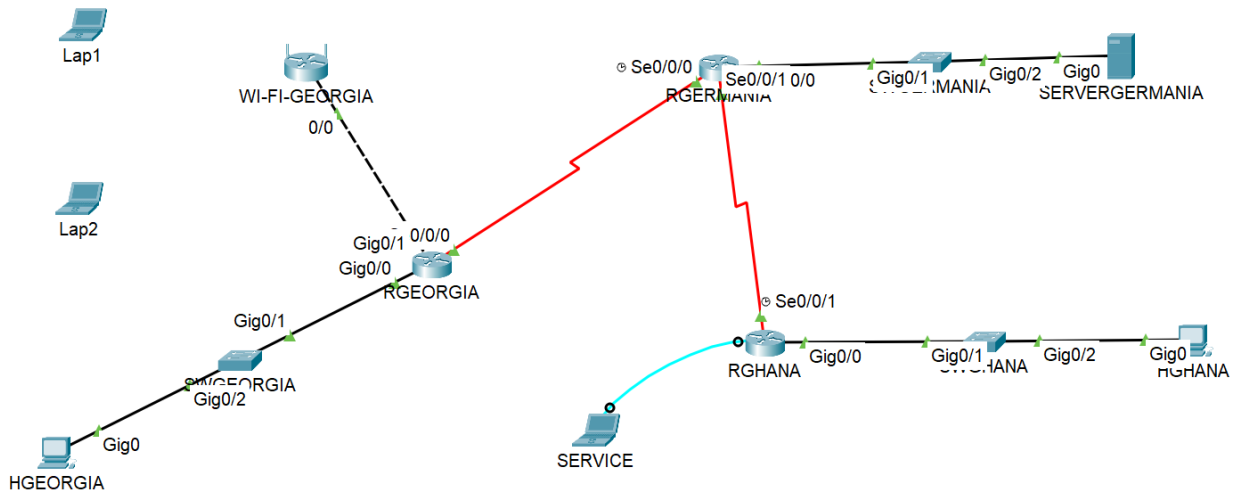 Lap1
WI-FI-GEORGIA
0/0
Lap2
Se0/0/0
Se0/0/1 0/0
RGERMANIA
Gig0/1
Gig0/2
Gig0
SERVERGERMANIA
0/0/0
Gig0/1
Gig0/0
RGEORGIA
Gig0/1
Gig0/2
Gig0
HGEORGIA
Se0/0/1
RGHANA
Gig0/0
Gig0/1
Gig0/2
Gig0
HGHANA
SERVICE